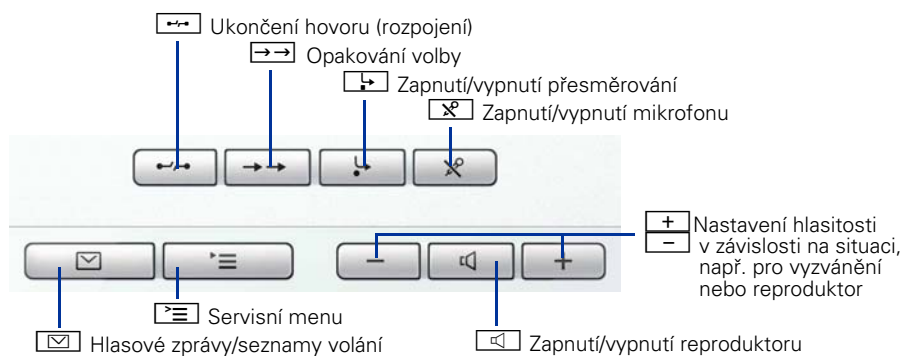 Ukončení hovoru (rozpojení)
Opakování volby
Zapnutí/vypnutí přesměrování
Zapnutí/vypnutí mikrofonu
+ Nastavení hlasitosti
− v závislosti na situaci,
např. pro vyzvánění
nebo reproduktor
Servisní menu
Hlasové zprávy/seznamy volání
Zapnutí/vypnutí reproduktoru